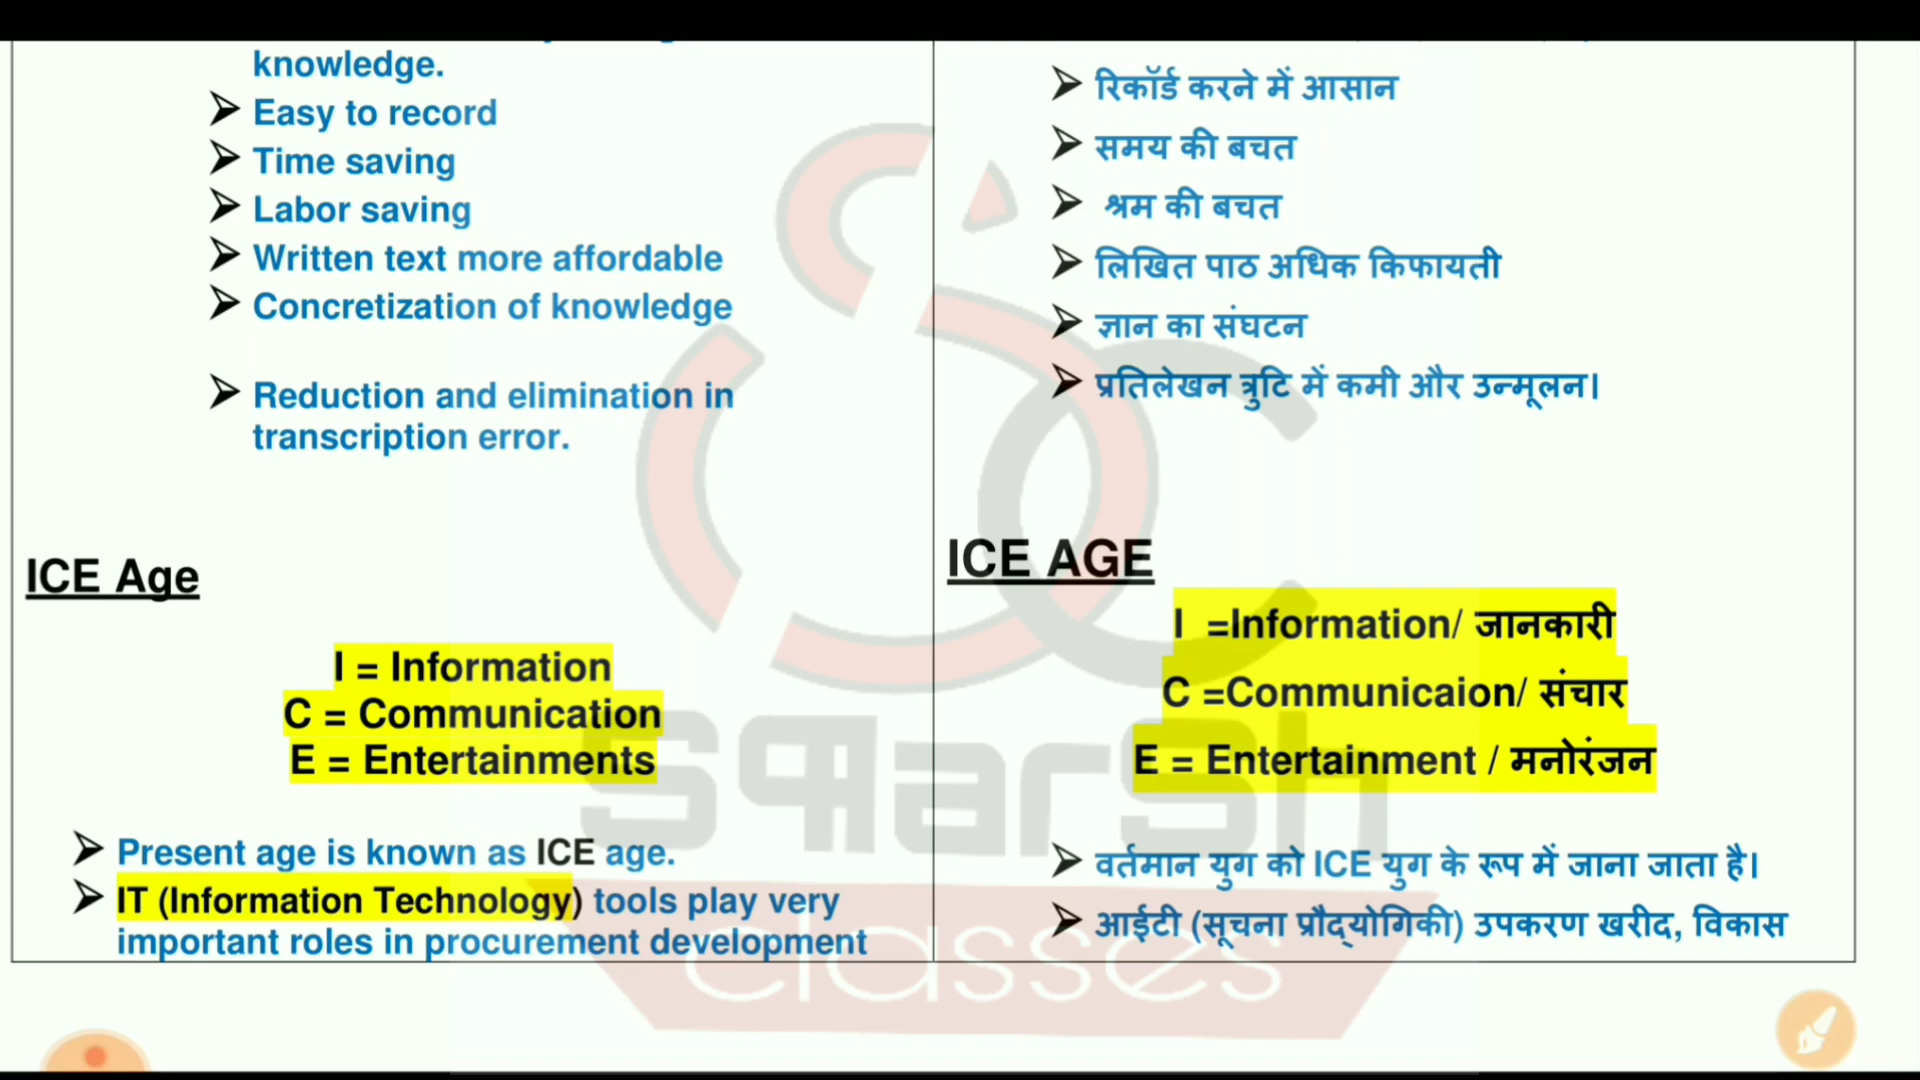 knowledge.
➢ Easy to record
➢ Time saving
➢ Labor saving
➢ Written text more affordable
➢ Concretization of knowledge
➢ Reduction and elimination in
transcription error.
ICE Age
I = Information
C = Communication
E = Entertainments
➢ Present age is known as ICE age.
➢ IT (Information Technology) tools play very
important roles in procurement development
➢ रिकॉर्ड करने में आसान
➢ समय की बचत
➢ श्रम की बचत
➢ लिखित पाठ अधिक किफायती
➢ ज्ञान का संघटन
➢ प्रतिलेखन त्रुटि में कमी और उन्मूलन।
ICE AGE
I =Information/ जानकारी
C =Communicaion/ संचार
E = Entertainment / मनोरंजन
➢ वर्तमान युग को ICE युग के रूप में जाना जाता है।
➢ आईटी (सूचना प्रौद्योगिकी) उपकरण खरीद, विकास
sparsh
classes